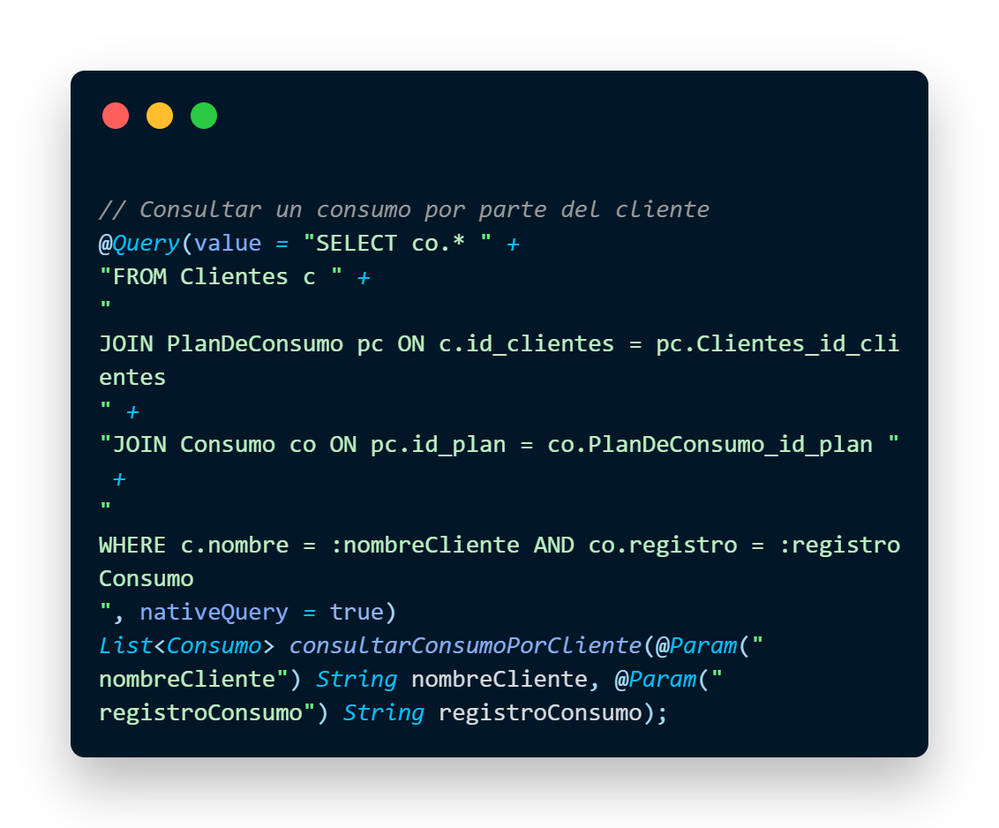 // Consultar un consumo por parte del cliente
@Query(value = "SELECT co.* " +
"FROM Clientes c " +
"
JOIN PlanDeConsumo pc ON c.id_clientes = pc.Clientes_id_cli
entes
" +
"JOIN Consumo co ON pc.id_plan = co.PlanDeConsumo_id_plan "
 +
"
WHERE c.nombre = :nombreCliente AND co.registro = :registro
Consumo
", nativeQuery = true)
List<Consumo> consultarConsumoPorCliente(@Param("
nombreCliente") String nombreCliente, @Param("
registroConsumo") String registroConsumo);